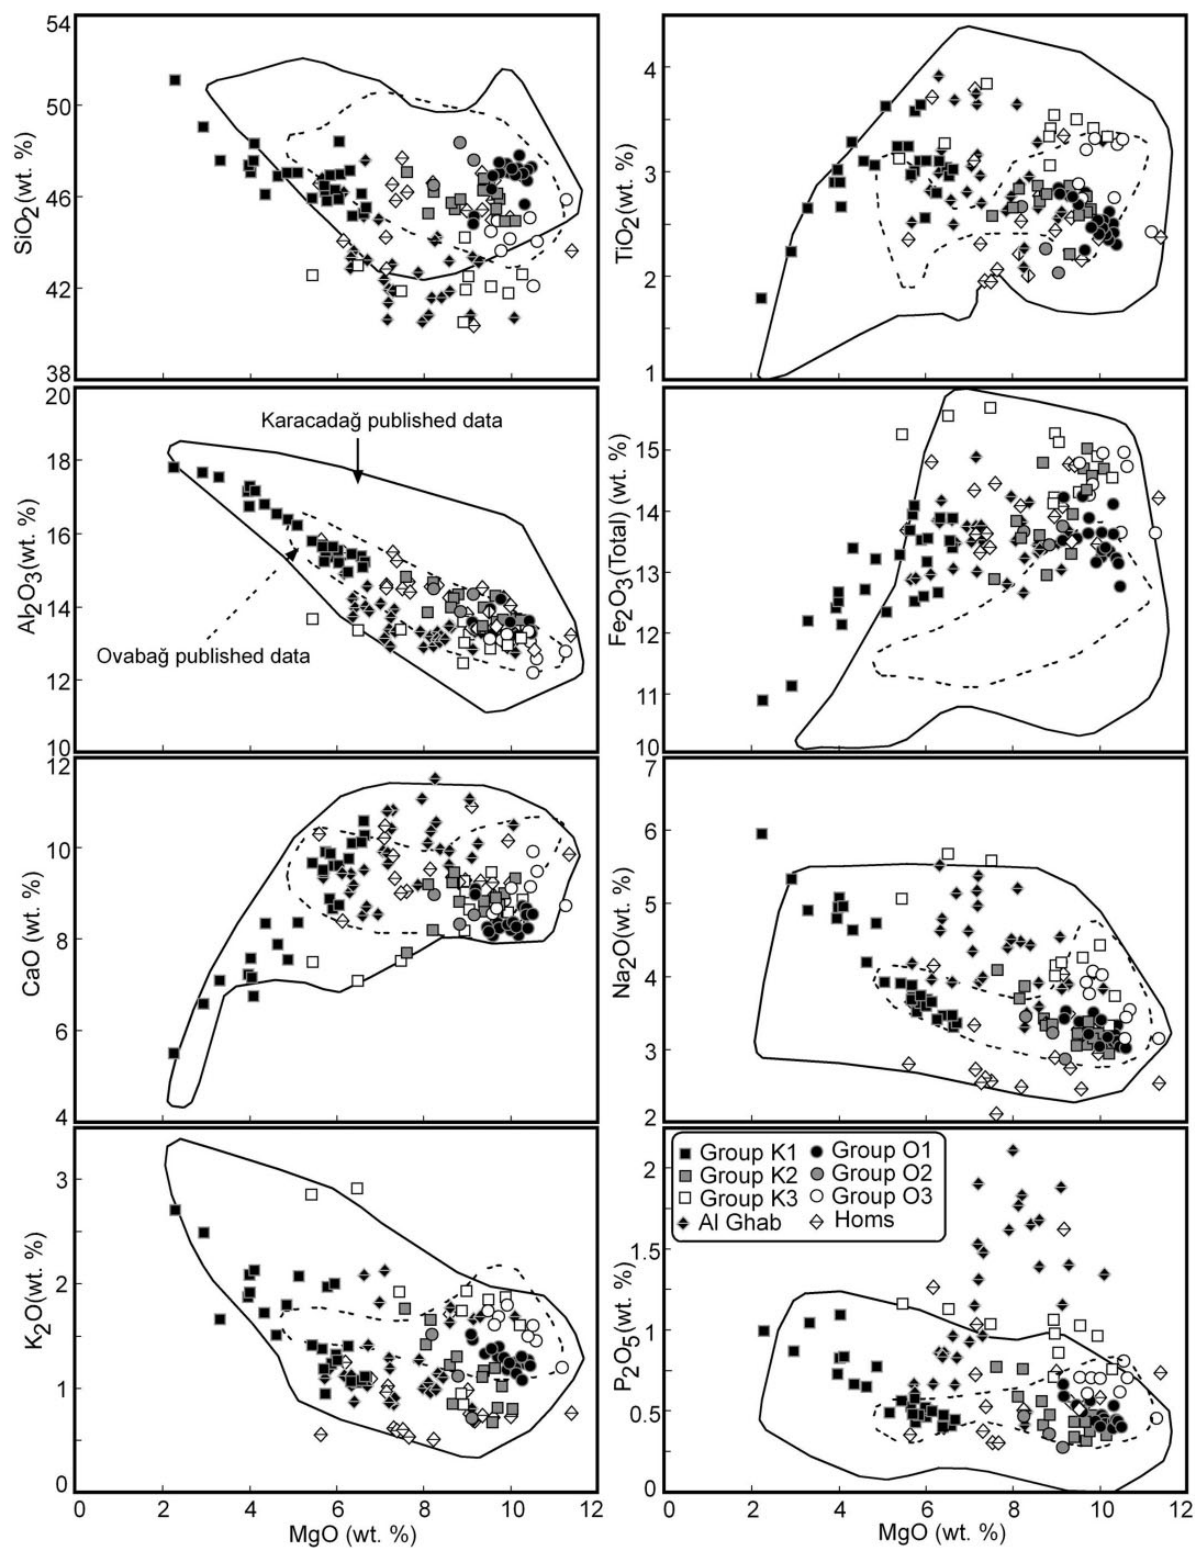 54
50
46
42
38
SiO2(wt. %)
4
3
2
1
TiO2(wt. %)
20
18
16
14
12
10
Al2O3(wt. %)
Karacadağ published data
Ovabağ published data
15
14
13
12
11
10
Fe2O3(Total) (wt. %)
12
10
8
6
4
CaO (wt. %)
7
6
5
4
3
2
Na2O(wt. %)
3
2
1
0
K2O(wt. %)
0 2 4 6 8 10 12
MgO (wt. %)
Group K1 Group O1
Group K2 Group O2
Group K3 Group O3
Al Ghab Homs
2
1.5
1
0.5
0
P2O5(wt. %)
0 2 4 6 8 10 12
MgO (wt. %)